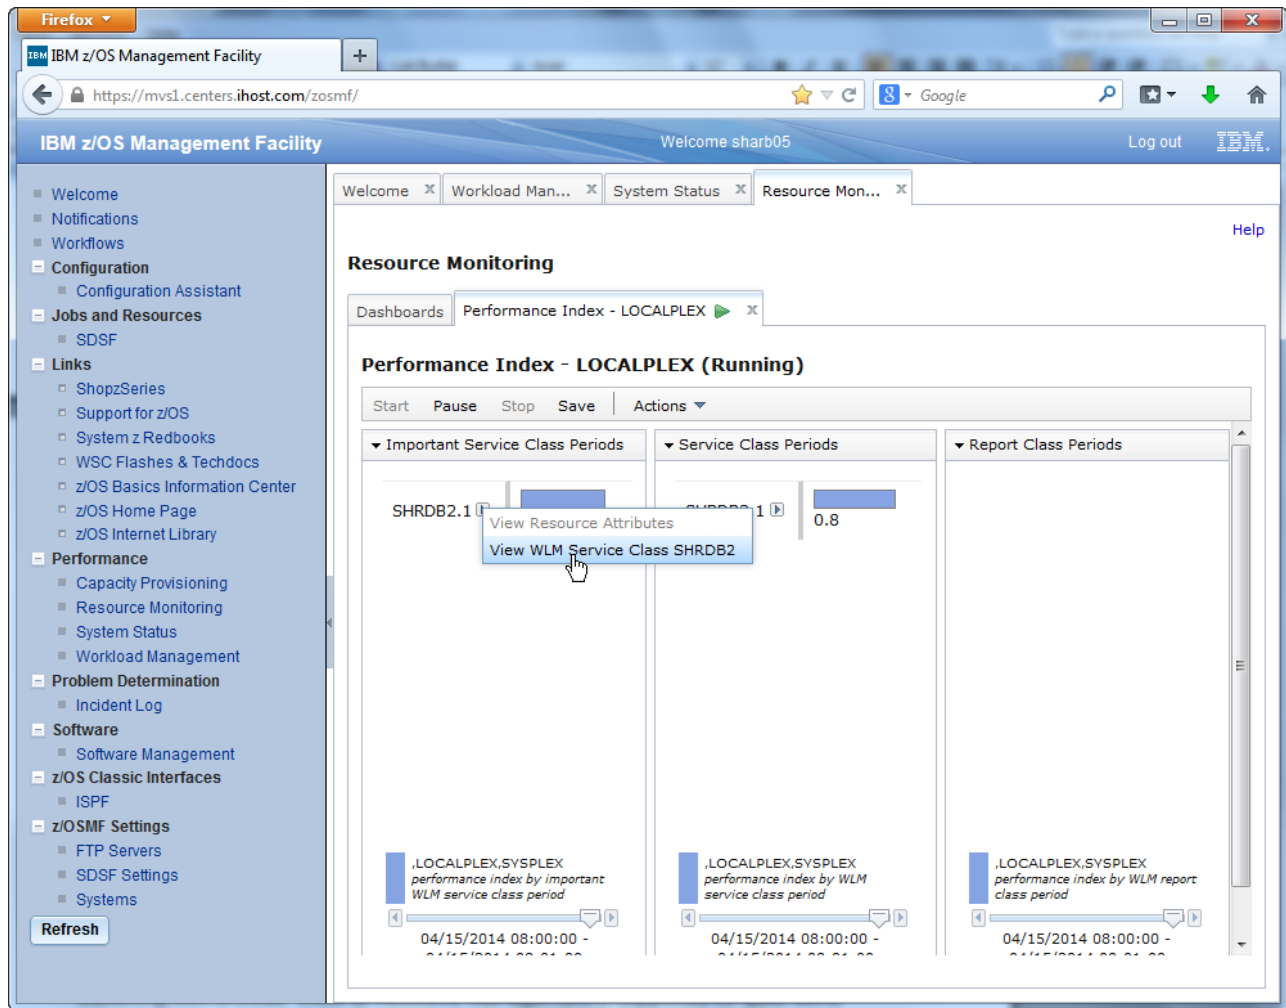 Firefox
IBM z/OS Management Facility
https://mvs1.centers.ihost.com/zosmf/
Google
IBM z/OS Management Facility
Welcome sharb05
Log out
IBM.
Welcome
Notifications
Workflows
Configuration
Configuration Assistant
Jobs and Resources
SDSF
Links
ShopzSeries
Support for z/OS
System z Redbooks
WSC Flashes & Techdocs
z/OS Basics Information Center
z/OS Home Page
z/OS Internet Library
Performance
Capacity Provisioning
Resource Monitoring
System Status
Workload Management
Problem Determination
Incident Log
Software
Software Management
z/OS Classic Interfaces
ISPF
z/OSMF Settings
FTP Servers
SDSF Settings
Systems
Refresh
Welcome
Workload Man...
System Status
Resource Mon...
Help
Resource Monitoring
Dashboards
Performance Index - LOCALPLEX
Performance Index - LOCALPLEX (Running)
Start Pause Stop Save Actions
Important Service Class Periods
SHRDB2.1
View Resource Attributes
View WLM Service Class SHRDB2
,LOCALPLEX,SYSPLEX
performance index by important
WLM service class period
04/15/2014 08:00:00 -
Service Class Periods
0.8
,LOCALPLEX,SYSPLEX
performance index by WLM
service class period
04/15/2014 08:00:00 -
Report Class Periods
,LOCALPLEX,SYSPLEX
performance index by WLM report
class period
04/15/2014 08:00:00 -